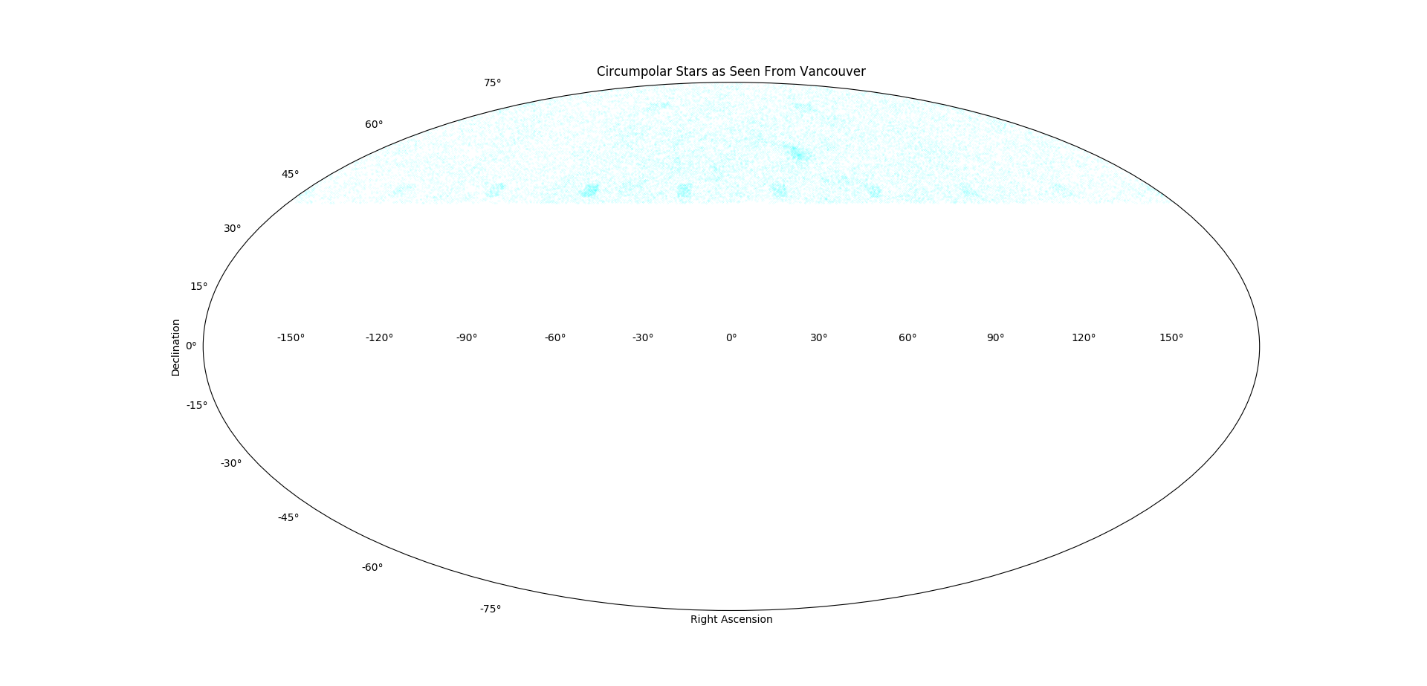 Circumpolar Stars as Seen From Vancouver
75°
60°
45°
30°
15°
Declination
0°
-150° -120° -90° -60° -30° 0° 30° 60° 90° 120° 150°
-15°
-30°
-45°
-60°
-75°
Right Ascension